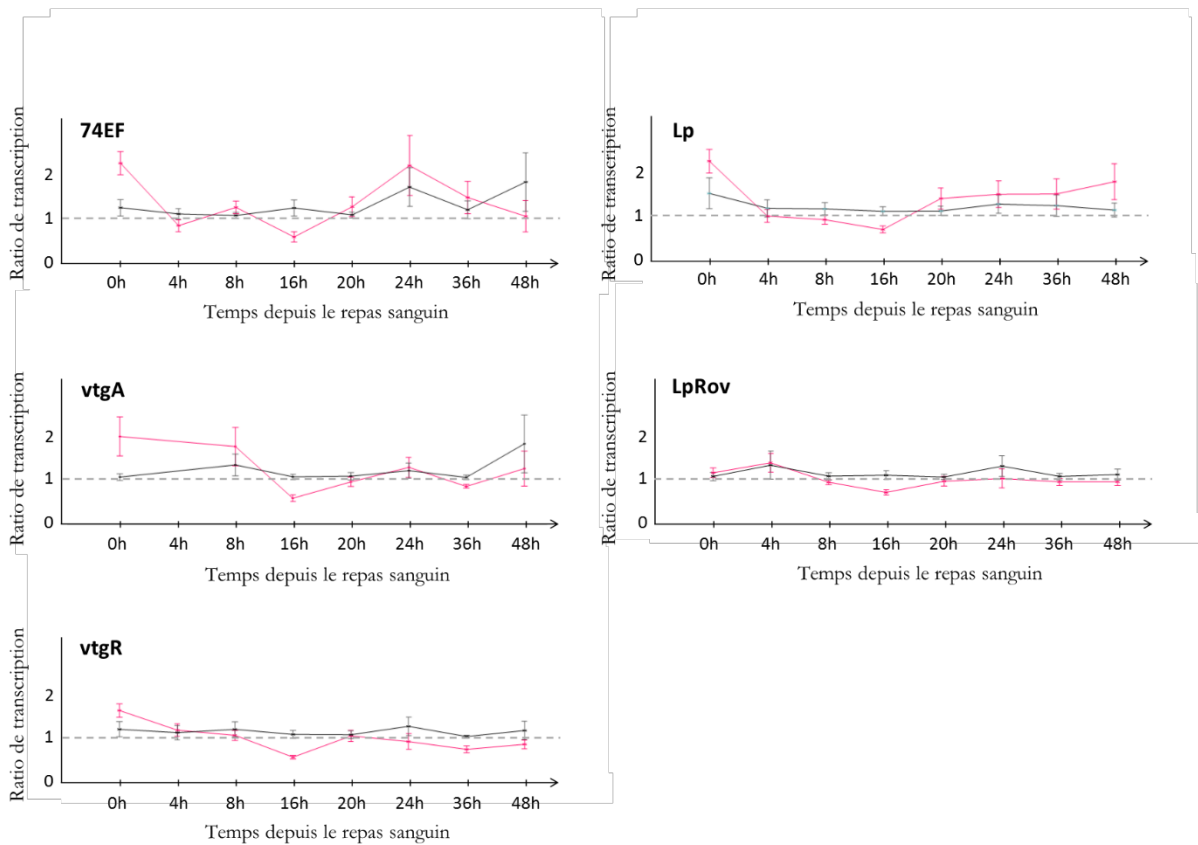 74EF
Ratio de transcription
2
1
0
0h 4h 8h 16h 20h 24h 36h 48h
Temps depuis le repas sanguin
Lp
Ratio de transcription
2
1
0
0h 4h 8h 16h 20h 24h 36h 48h
Temps depuis le repas sanguin
vtgA
Ratio de transcription
2
1
0
0h 4h 8h 16h 20h 24h 36h 48h
Temps depuis le repas sanguin
LpRov
Ratio de transcription
2
1
0
0h 4h 8h 16h 20h 24h 36h 48h
Temps depuis le repas sanguin
vtgR
Ratio de transcription
2
1
0
0h 4h 8h 16h 20h 24h 36h 48h
Temps depuis le repas sanguin